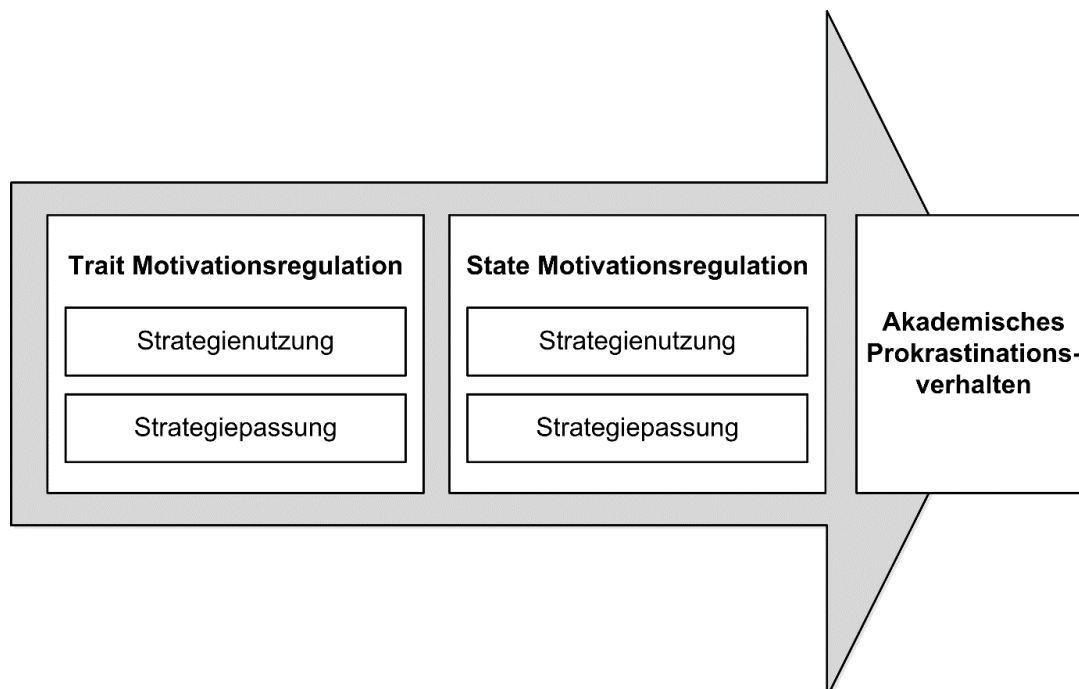 Trait Motivationsregulation
Strategienutzung
Strategiepassung
State Motivationsregulation
Strategienutzung
Strategiepassung
Akademisches
Prokrastinations-
verhalten